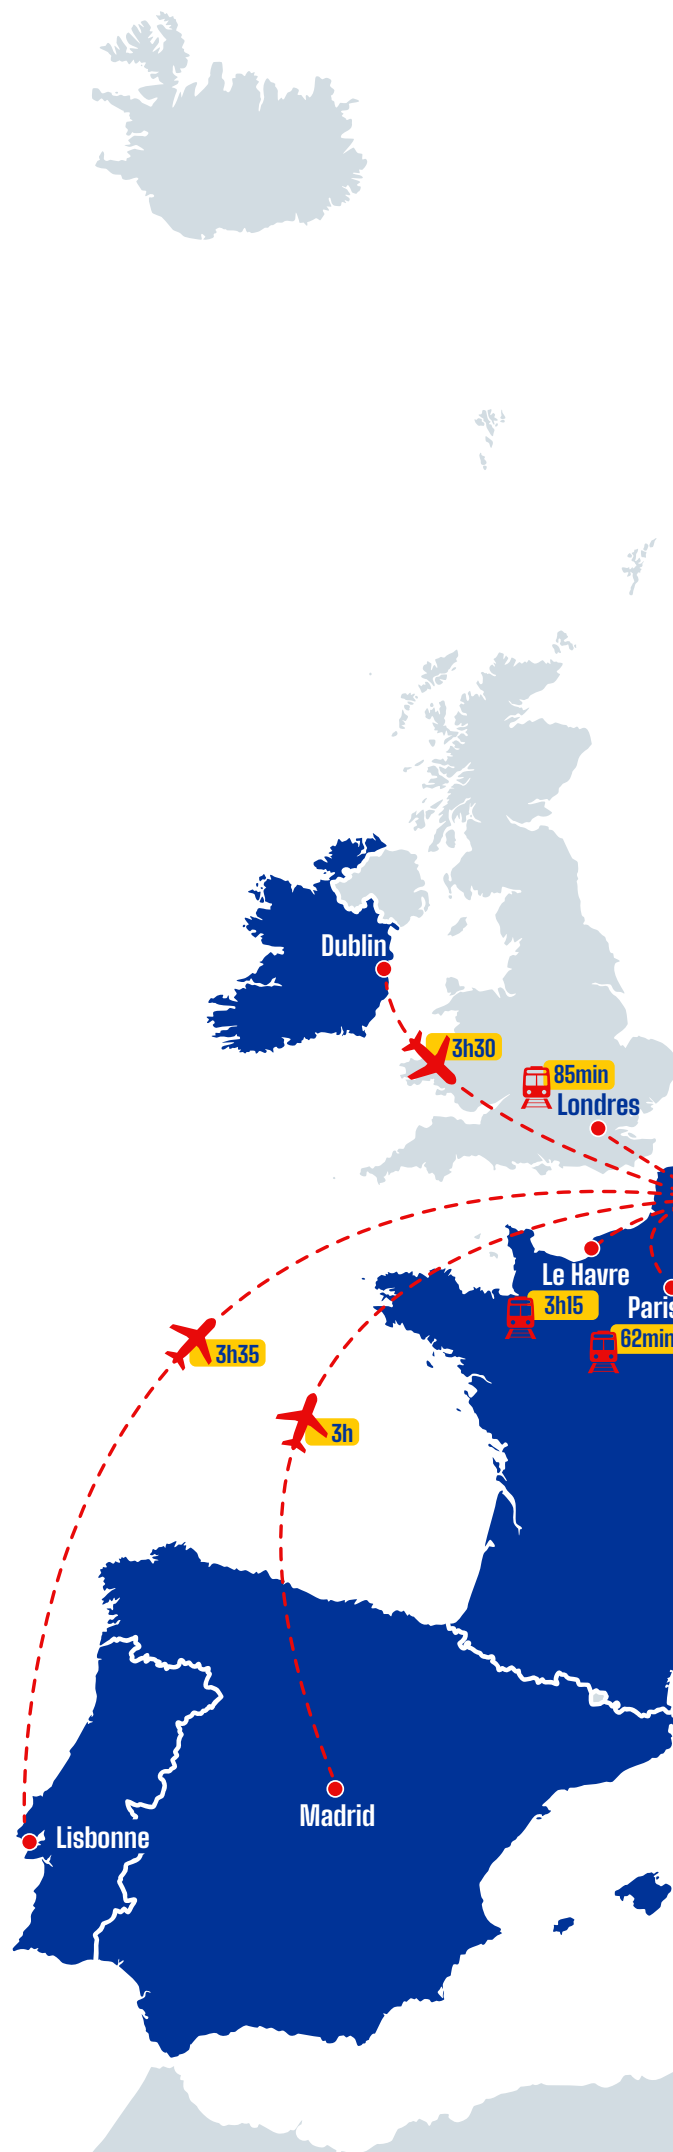 Dublin
3h30
85min
Londres
Le Havre
3h15
Paris
62min
3h35
3h
Madrid
Lisbonne